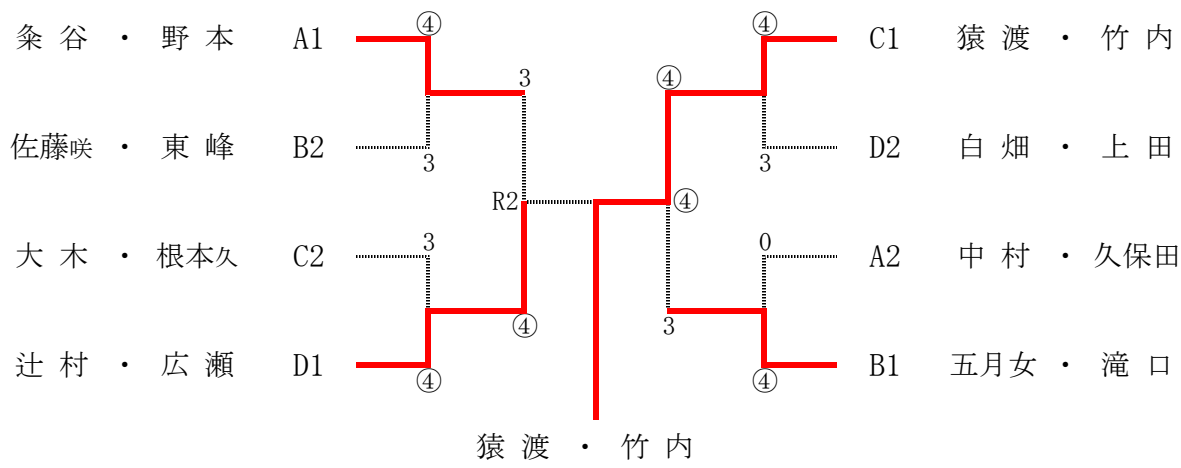 ④ ④
粂谷 ・ 野本 A1 C1 猿渡 ・ 竹内
3 ④
佐藤咲 ・ 東峰 B2 3 3 D2 白畑 ・ 上田
R2 ④
大木 ・ 根本久 C2 3 0 A2 中村 ・ 久保田
④ 3
辻村 ・ 広瀬 D1 ④ ④ B1 五月女 ・ 滝口
猿渡 ・ 竹内